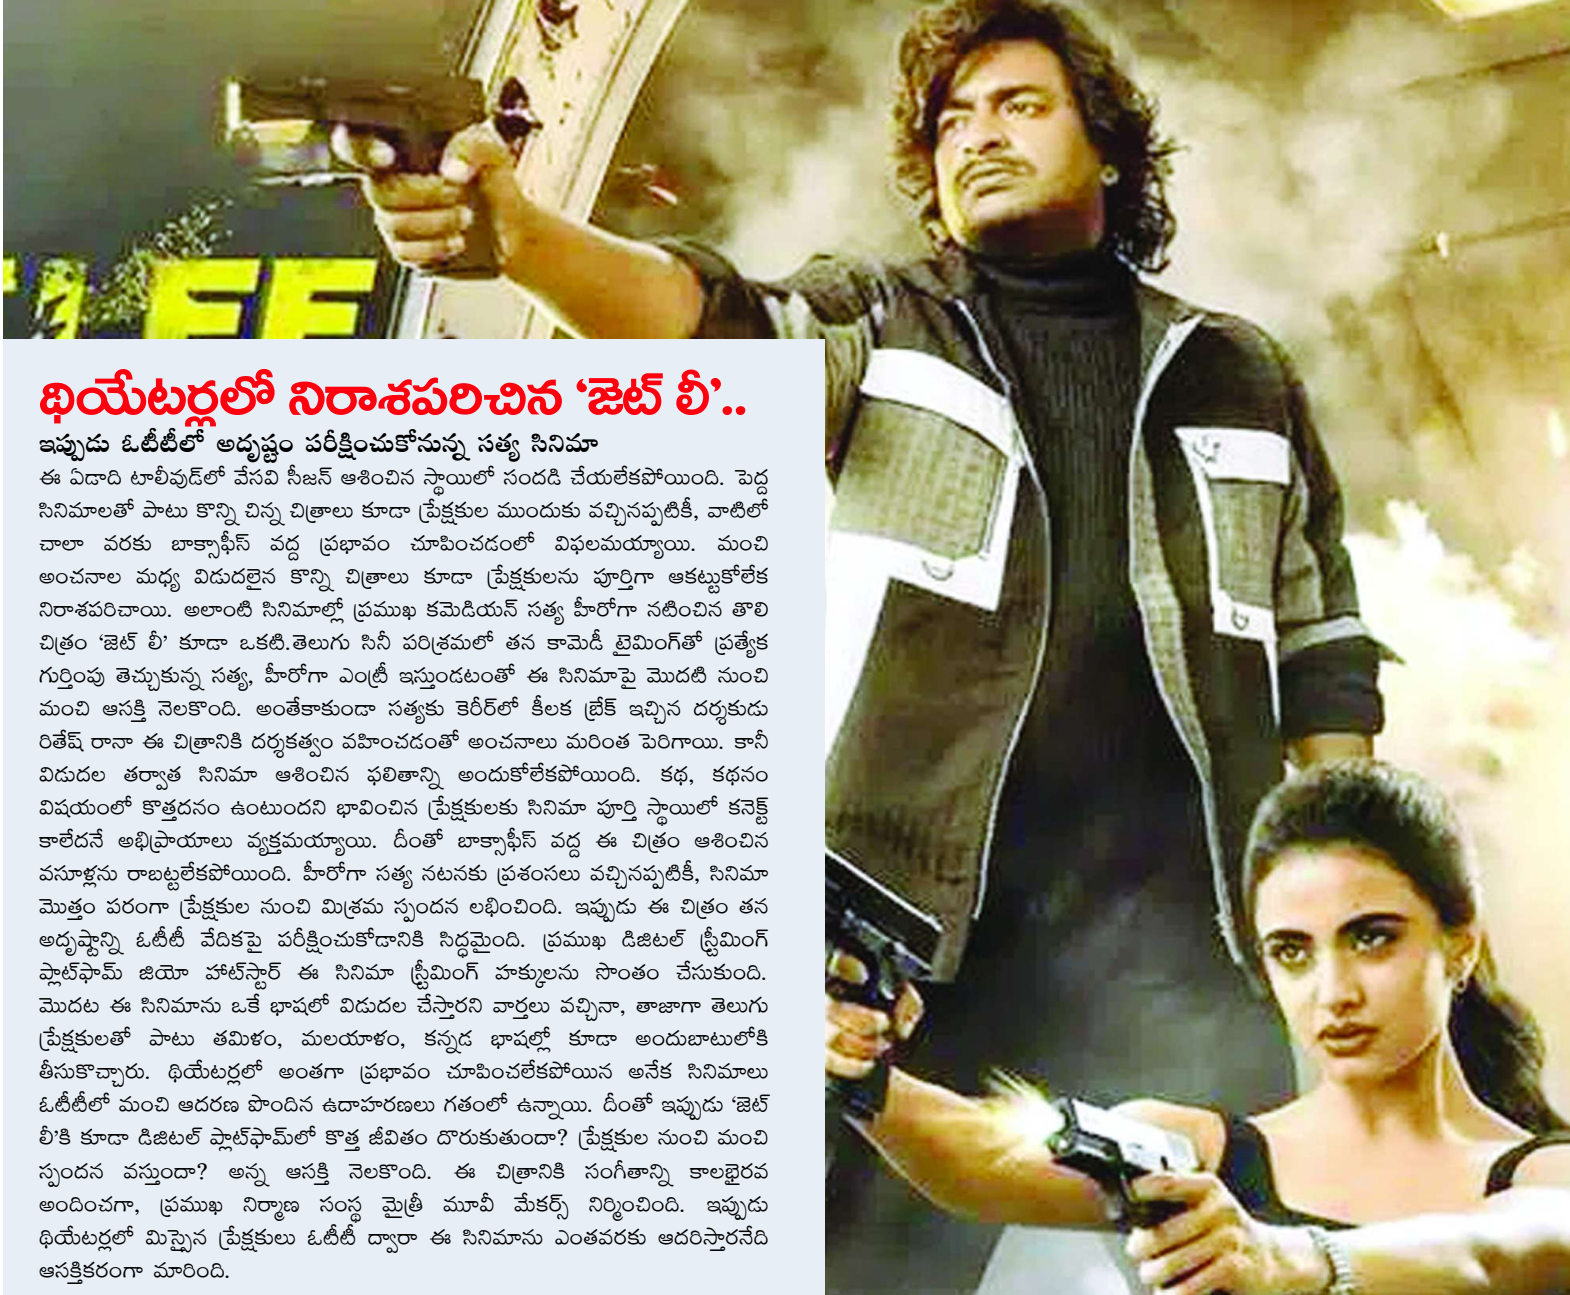 LEE
థియేటర్లలో నిరాశపరిచిన ‘జెట్ లీ’..
ఇప్పుడు ఓటీటీలో అదృష్టం పరీక్షించుకోనున్న సత్య సినిమా
ఈ ఏడాది టాలీవుడ్‌లో వేసవి సీజన్ ఆశించిన స్థాయిలో సందడి చేయలేకపోయింది. పెద్ద
సినిమాలతో పాటు కొన్ని చిన్న చిత్రాలు కూడా ప్రేక్షకుల ముందుకు వచ్చినప్పటికీ, వాటిలో
చాలా వరకు బాక్సాఫీస్ వద్ద ప్రభావం చూపించడంలో విఫలమయ్యాయి. మంచి
అంచనాల మధ్య విడుదలైన కొన్ని చిత్రాలు కూడా ప్రేక్షకులను పూర్తిగా ఆకట్టుకోలేక
నిరాశపరిచాయి. అలాంటి సినిమాల్లో ప్రముఖ కమెడియన్ సత్య హీరోగా నటించిన తొలి
చిత్రం ‘జెట్ లీ’ కూడా ఒకటి.తెలుగు సినీ పరిశ్రమలో తన కామెడీ టైమింగ్‌తో ప్రత్యేక
గుర్తింపు తెచ్చుకున్న సత్య, హీరోగా ఎంట్రీ ఇస్తుండటంతో ఈ సినిమాపై మొదటి నుంచి
మంచి ఆసక్తి నెలకొంది. అంతేకాకుండా సత్యకు కెరీర్‌లో కీలక బ్రేక్ ఇచ్చిన దర్శకుడు
రితేష్ రానా ఈ చిత్రానికి దర్శకత్వం వహించడంతో అంచనాలు మరింత పెరిగాయి. కానీ
విడుదల తర్వాత సినిమా ఆశించిన ఫలితాన్ని అందుకోలేకపోయింది. కథ, కథనం
విషయంలో కొత్తదనం ఉంటుందని భావించిన ప్రేక్షకులకు సినిమా పూర్తి స్థాయిలో కనెక్ట్
కాలేదనే అభిప్రాయాలు వ్యక్తమయ్యాయి. దీంతో బాక్సాఫీస్ వద్ద ఈ చిత్రం ఆశించిన
వసూళ్లను రాబట్టలేకపోయింది. హీరోగా సత్య నటనకు ప్రశంసలు వచ్చినప్పటికీ, సినిమా
మొత్తం పరంగా ప్రేక్షకుల నుంచి మిశ్రమ స్పందన లభించింది. ఇప్పుడు ఈ చిత్రం తన
అదృష్టాన్ని ఓటీటీ వేదికపై పరీక్షించుకోడానికి సిద్ధమైంది. ప్రముఖ డిజిటల్ స్ట్రీమింగ్
ప్లాట్‌ఫామ్ జియో హాట్‌స్టార్ ఈ సినిమా స్ట్రీమింగ్ హక్కులను సొంతం చేసుకుంది.
మొదట ఈ సినిమాను ఒకే భాషలో విడుదల చేస్తారని వార్తలు వచ్చినా, తాజాగా తెలుగు
ప్రేక్షకులతో పాటు తమిళం, మలయాళం, కన్నడ భాషల్లో కూడా అందుబాటులోకి
తీసుకొచ్చారు. థియేటర్లలో అంతగా ప్రభావం చూపించలేకపోయిన అనేక సినిమాలు
ఓటీటీలో మంచి ఆదరణ పొందిన ఉదాహరణలు గతంలో ఉన్నాయి. దీంతో ఇప్పుడు ‘జెట్
లీ’కి కూడా డిజిటల్ ప్లాట్‌ఫామ్‌లో కొత్త జీవితం దొరుకుతుందా? ప్రేక్షకుల నుంచి మంచి
స్పందన వస్తుందా? అన్న ఆసక్తి నెలకొంది. ఈ చిత్రానికి సంగీతాన్ని కాలభైరవ
అందించగా, ప్రముఖ నిర్మాణ సంస్థ మైత్రీ మూవీ మేకర్స్ నిర్మించింది. ఇప్పుడు
థియేటర్లలో మిస్సైన ప్రేక్షకులు ఓటీటీ ద్వారా ఈ సినిమాను ఎంతవరకు ఆదరిస్తారనేది
ఆసక్తికరంగా మారింది.